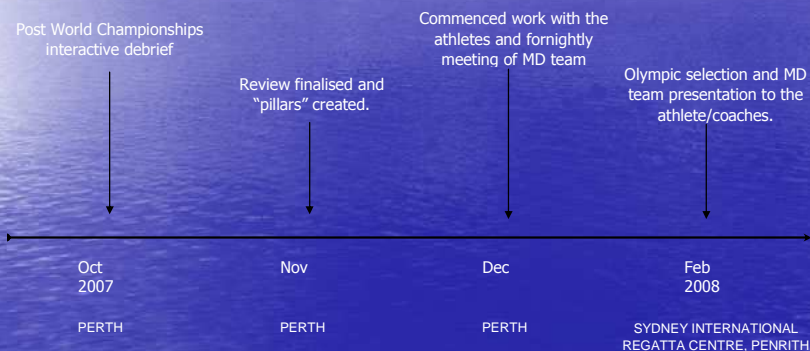 Post World Championships
interactive debrief
Review finalised and
“pillars” created.
Commenced work with the
athletes and fornightly
meeting of MD team
Olympic selection and MD
team presentation to the
athlete/coaches.
Oct
2007
Nov
Dec
Feb
2008
PERTH
PERTH
PERTH
SYDNEY INTERNATIONAL
REGATTA CENTRE, PENRITH